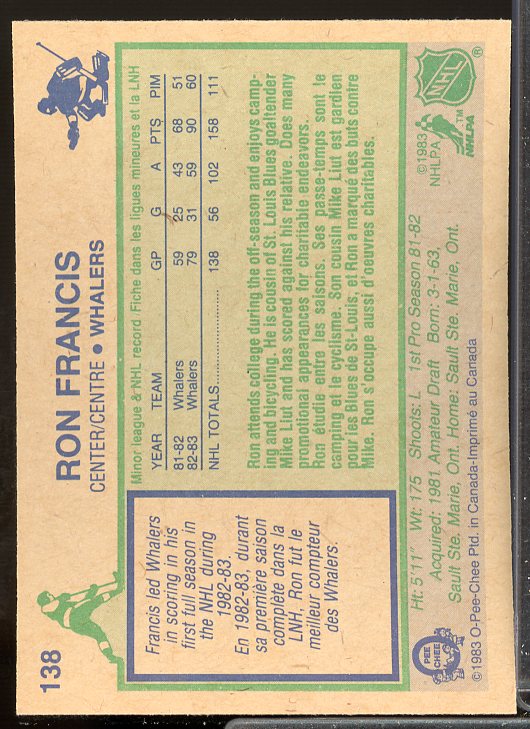 138
RON FRANCIS
CENTER/CENTRE • WHALERS
Francis led Whalers
in scoring in his
first full season in
the NHL during
1982-83.
En 1982-83, durant
sa première saison
complète dans la
LNH, Ron fut le
meilleur compteur
des Whalers.
Minor league & NHL record/Fiche dans les ligues mineures et la LNH
YEAR TEAM GP G A PTS PIM
81-82 Whalers 59 25 43 68 51
82-83 Whalers 79 31 59 90 60
NHL TOTALS 138 56 102 158 111
Ron attends college during the off-season and enjoys camp-
ing and bicycling. He is cousin of St. Louis Blues goaltender
Mike Liut and has scored against his relative. Does many
promotional appearances for charitable endeavors.
Ron étudie entre les saisons. Ses passe-temps sont le
camping et le cyclisme. Son cousin Mike Liut est gardien
pour les Blues de St-Louis, et Ron a marqué des buts contre
Mike. Ron s'occupe aussi d'oeuvres charitables.
Ht: 5'11" Wt: 175 Shoots: L 1st Pro Season 81-82
Acquired: 1981 Amateur Draft Born: 3-1-63,
Sault Ste. Marie, Ont. Home: Sault Ste. Marie, Ont.
©1983 O-Pee-Chee Ptd. in Canada-Imprimé au Canada
O
PEE
CHEE
©1983
NHLPA
NHLPA
TM
NHL
®